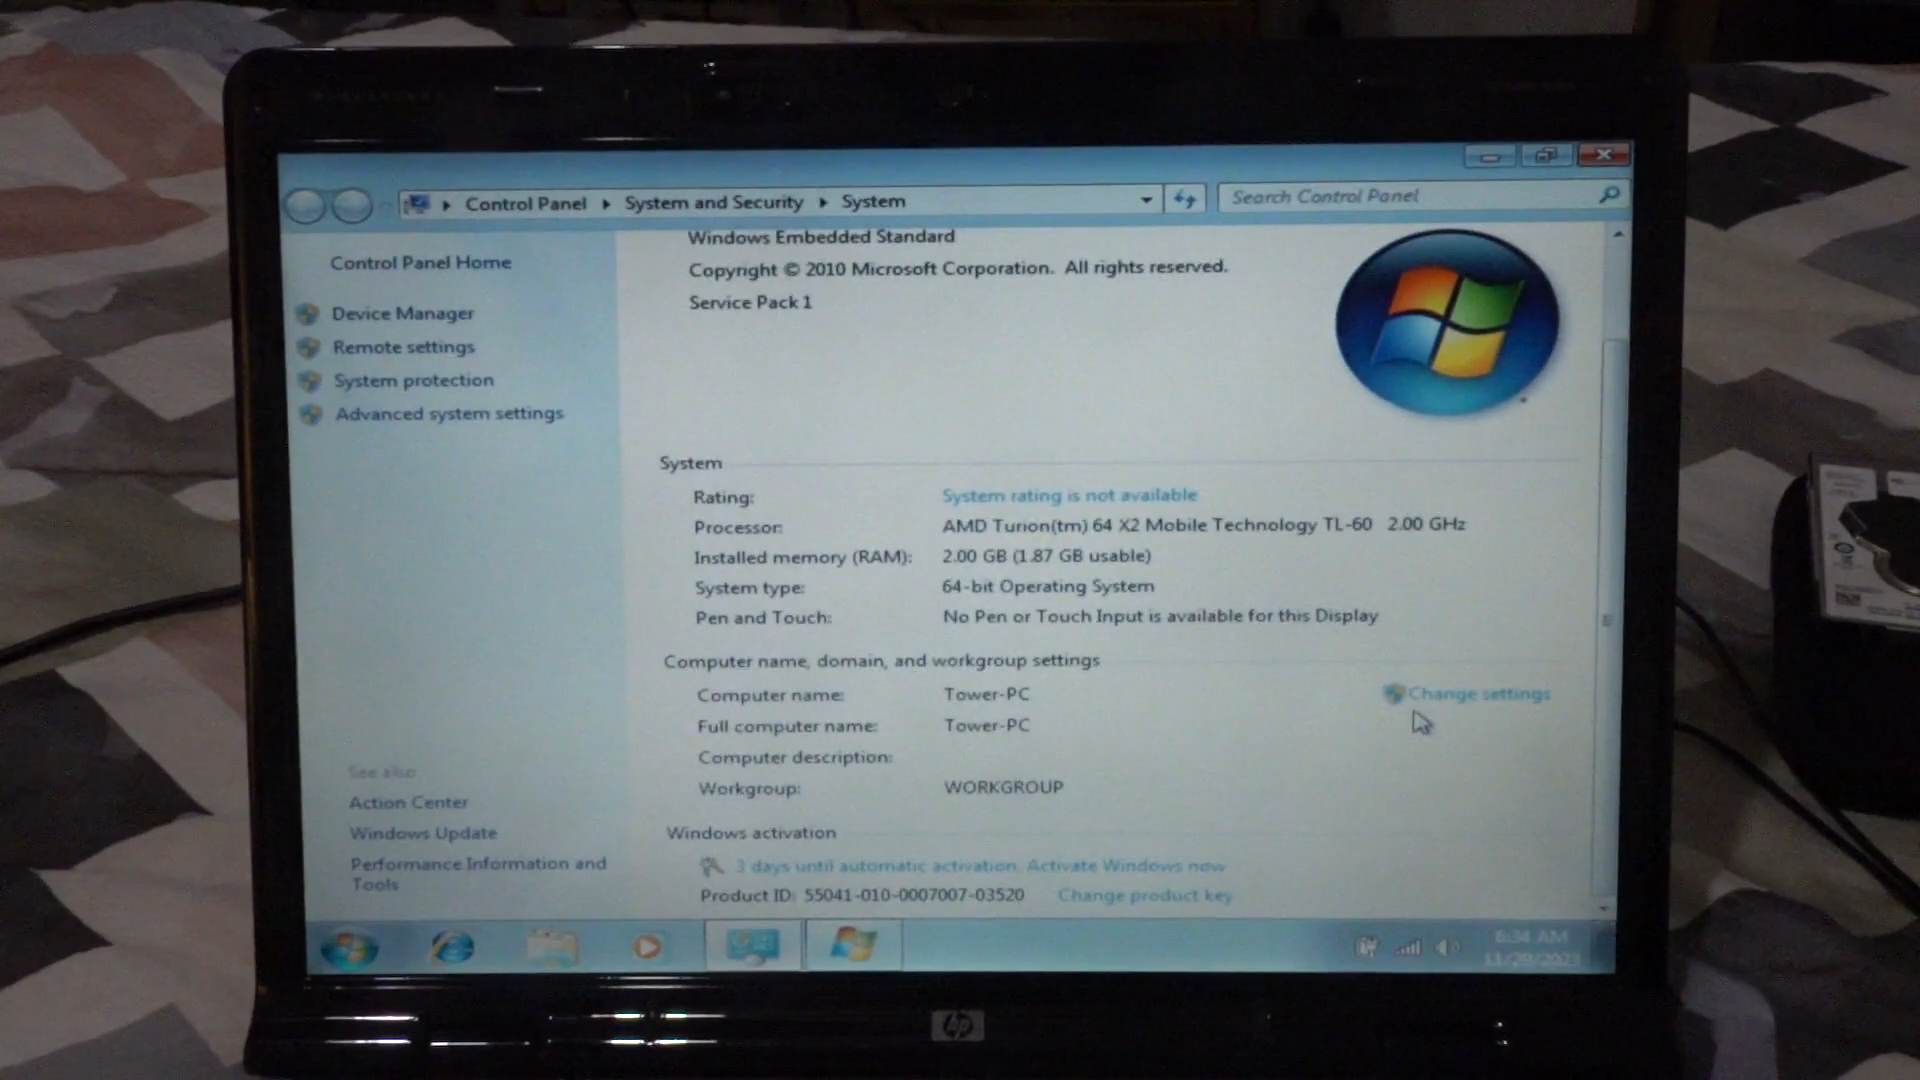 Control Panel ▸ System and Security ▸ System
Search Control Panel
Control Panel Home
Device Manager
Remote settings
System protection
Advanced system settings
See also
Action Center
Windows Update
Performance Information and
Tools
Windows Embedded Standard
Copyright © 2010 Microsoft Corporation. All rights reserved.
Service Pack 1
System
Rating: System rating is not available
Processor: AMD Turion(tm) 64 X2 Mobile Technology TL-60 2.00 GHz
Installed memory (RAM): 2.00 GB (1.87 GB usable)
System type: 64-bit Operating System
Pen and Touch: No Pen or Touch Input is available for this Display
Computer name, domain, and workgroup settings
Computer name: Tower-PC
Change settings
Full computer name: Tower-PC
Computer description:
Workgroup: WORKGROUP
Windows activation
3 days until automatic activation. Activate Windows now
Product ID: 55041-010-0007007-03520 Change product key
6:34 AM
11/29/2023
hp